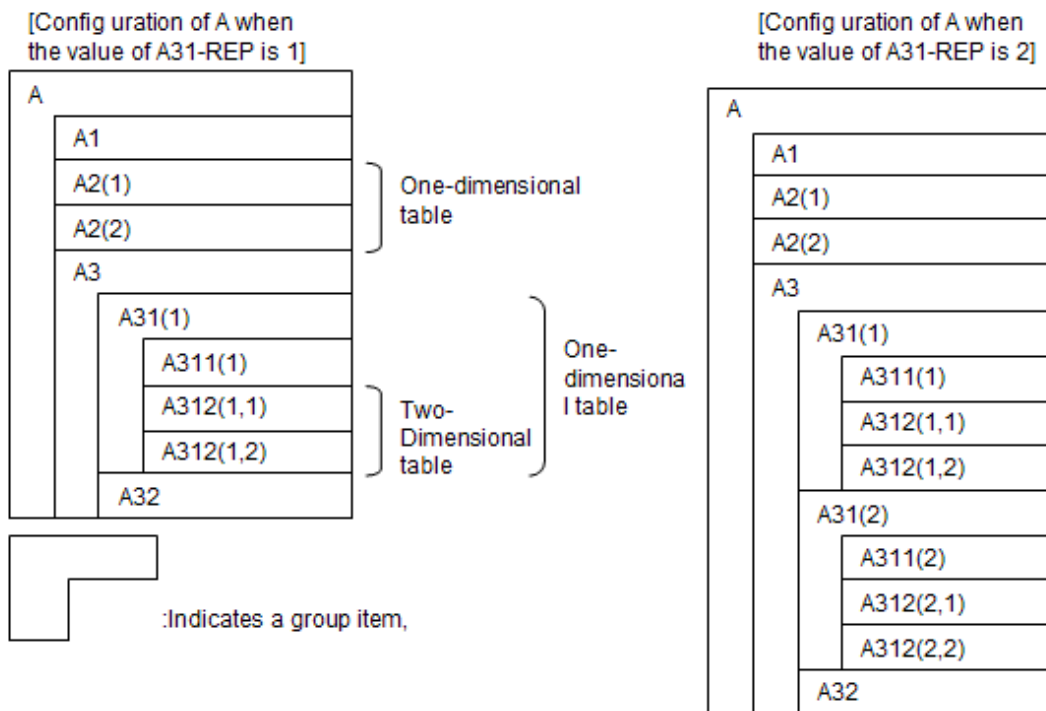 [Config uration of A when
the value of A31-REP is 1]
A
A1
A2(1)
A2(2)
One-dimensional
table
A3
A31(1)
A311(1)
A312(1,1)
A312(1,2)
Two-
Dimensional
table
One-
dimensiona
l table
A32
:Indicates a group item,
[Config uration of A when
the value of A31-REP is 2]
A
A1
A2(1)
A2(2)
A3
A31(1)
A311(1)
A312(1,1)
A312(1,2)
A31(2)
A311(2)
A312(2,1)
A312(2,2)
A32